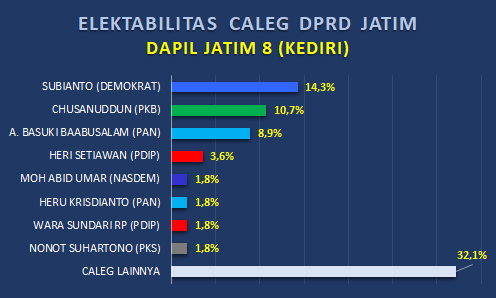 ELEKTABILITAS CALEG DPRD JATIM
DAPIL JATIM 8 (KEDIRI)
SUBIANTO (DEMOKRAT) 14,3%
CHUSANUDDUN (PKB) 10,7%
A. BASUKI BAABUSALAM (PAN) 8,9%
HERI SETIAWAN (PDIP) 3,6%
MOH ABID UMAR (NASDEM) 1,8%
HERU KRISDIANTO (PAN) 1,8%
WARA SUNDARI RP (PDIP) 1,8%
NONOT SUHARTONO (PKS) 1,8%
CALEG LAINNYA 32,1%